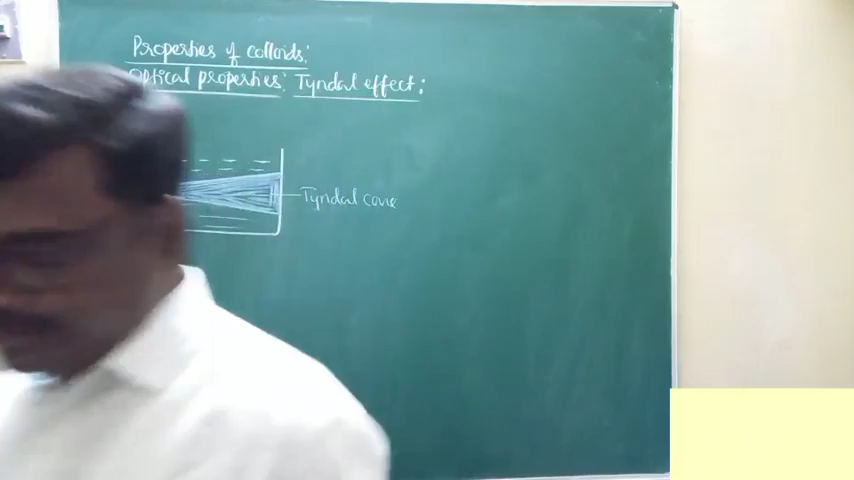 Properties of colloids:
Optical properties: Tyndal effect:
Tyndal cone